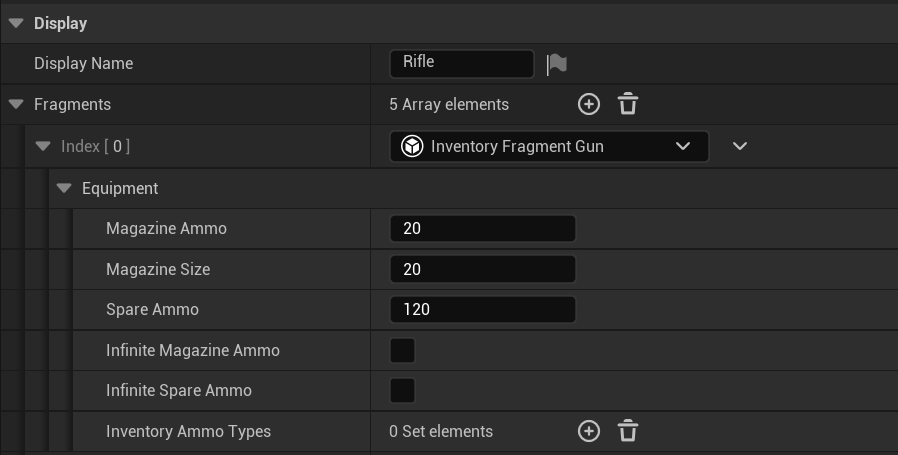 Display
Display Name Rifle
Fragments 5 Array elements
Index [ 0 ] Inventory Fragment Gun
Equipment
Magazine Ammo 20
Magazine Size 20
Spare Ammo 120
Infinite Magazine Ammo
Infinite Spare Ammo
Inventory Ammo Types 0 Set elements